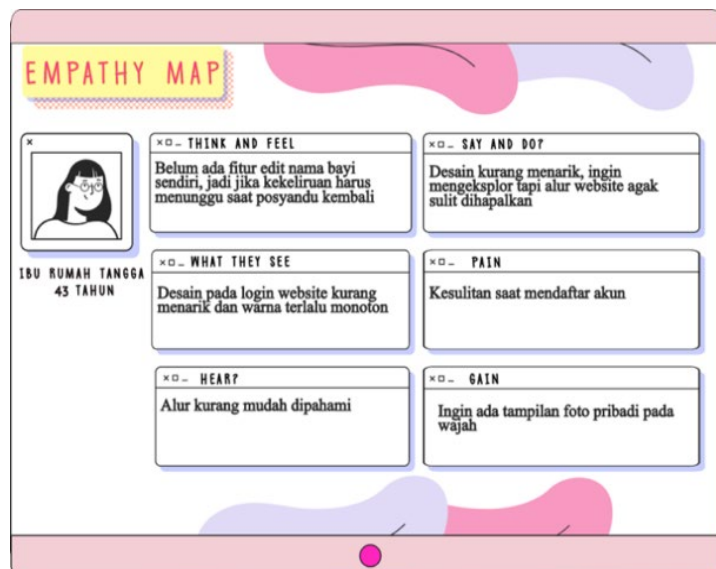 EMPATHY MAP
IBU RUMAH TANGGA
43 TAHUN
THINK AND FEEL
Belum ada fitur edit nama bayi
sendiri, jadi jika kekeliruan harus
menunggu saat posyandu kembali
SAY AND DO?
Desain kurang menarik, ingin
mengeksplor tapi alur website agak
sulit dihapalkan
WHAT THEY SEE
Desain pada login website kurang
menarik dan warna terlalu monoton
PAIN
Kesulitan saat mendaftar akun
HEAR?
Alur kurang mudah dipahami
GAIN
Ingin ada tampilan foto pribadi pada
wajah